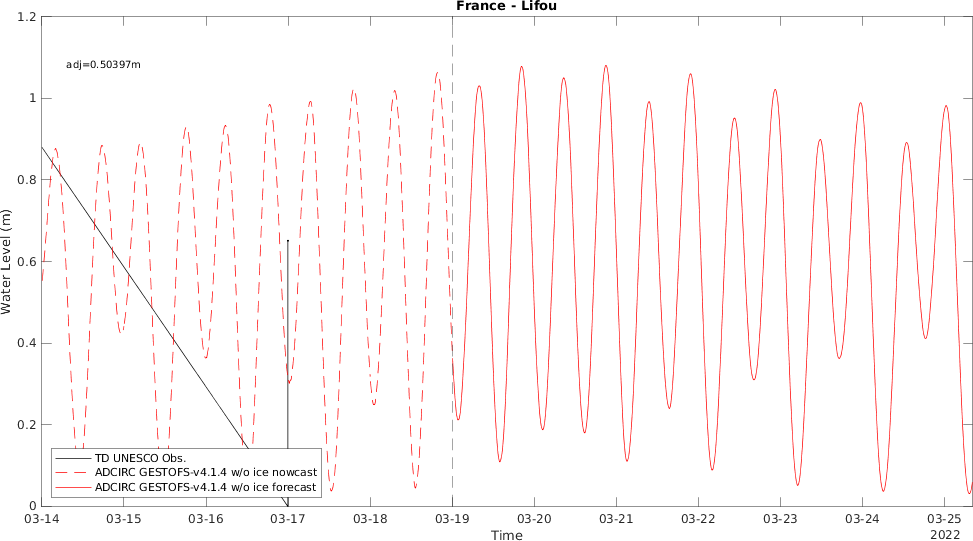 France - Lifou
adj=0.50397m
Water Level (m)
1.2
1
0.8
0.6
0.4
0.2
0
TD UNESCO Obs.
ADCIRC GESTOFS-v4.1.4 w/o ice nowcast
ADCIRC GESTOFS-v4.1.4 w/o ice forecast
03-14 03-15 03-16 03-17 03-18 03-19 03-20 03-21 03-22 03-23 03-24 03-25
2022
Time